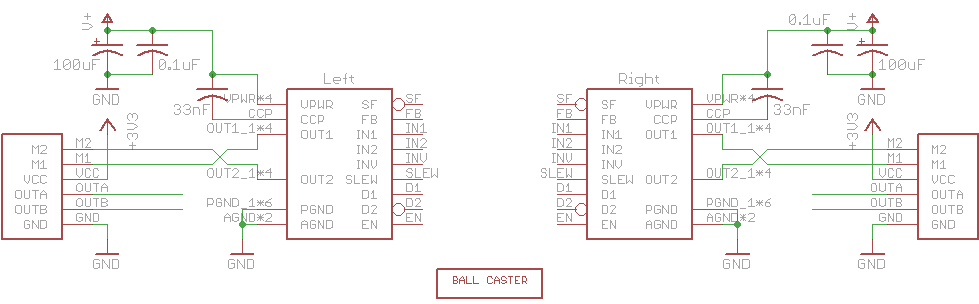 V+ 0.1uF V+
+ +
100uF 0.1uF 100uF
GND Left Right GND
33nF VPWR*4 VPWR SF SF SF SF VPWR VPWR*4 33nF
CCP CCP FB FB FB FB CCP CCP
+3V3 OUT1_1*4 OUT1 IN1 IN1 IN1 IN1 OUT1 OUT1_1*4 +3V3
M2 M2 IN2 IN2 IN2 IN2 M2 M2
M1 M1 INV INV INV INV M1 M1
VCC VCC OUT2_1*4 OUT2 SLEW SLEW SLEW SLEW OUT2 OUT2_1*4 VCC VCC
OUTA OUTA D1 D1 D1 D1 OUTA OUTA
OUTB OUTB PGND_1*6 PGND D2 D2 D2 D2 PGND PGND_1*6 OUTB OUTB
GND GND AGND*2 AGND EN EN EN EN AGND AGND*2 GND GND
GND GND GND GND
BALL CASTER